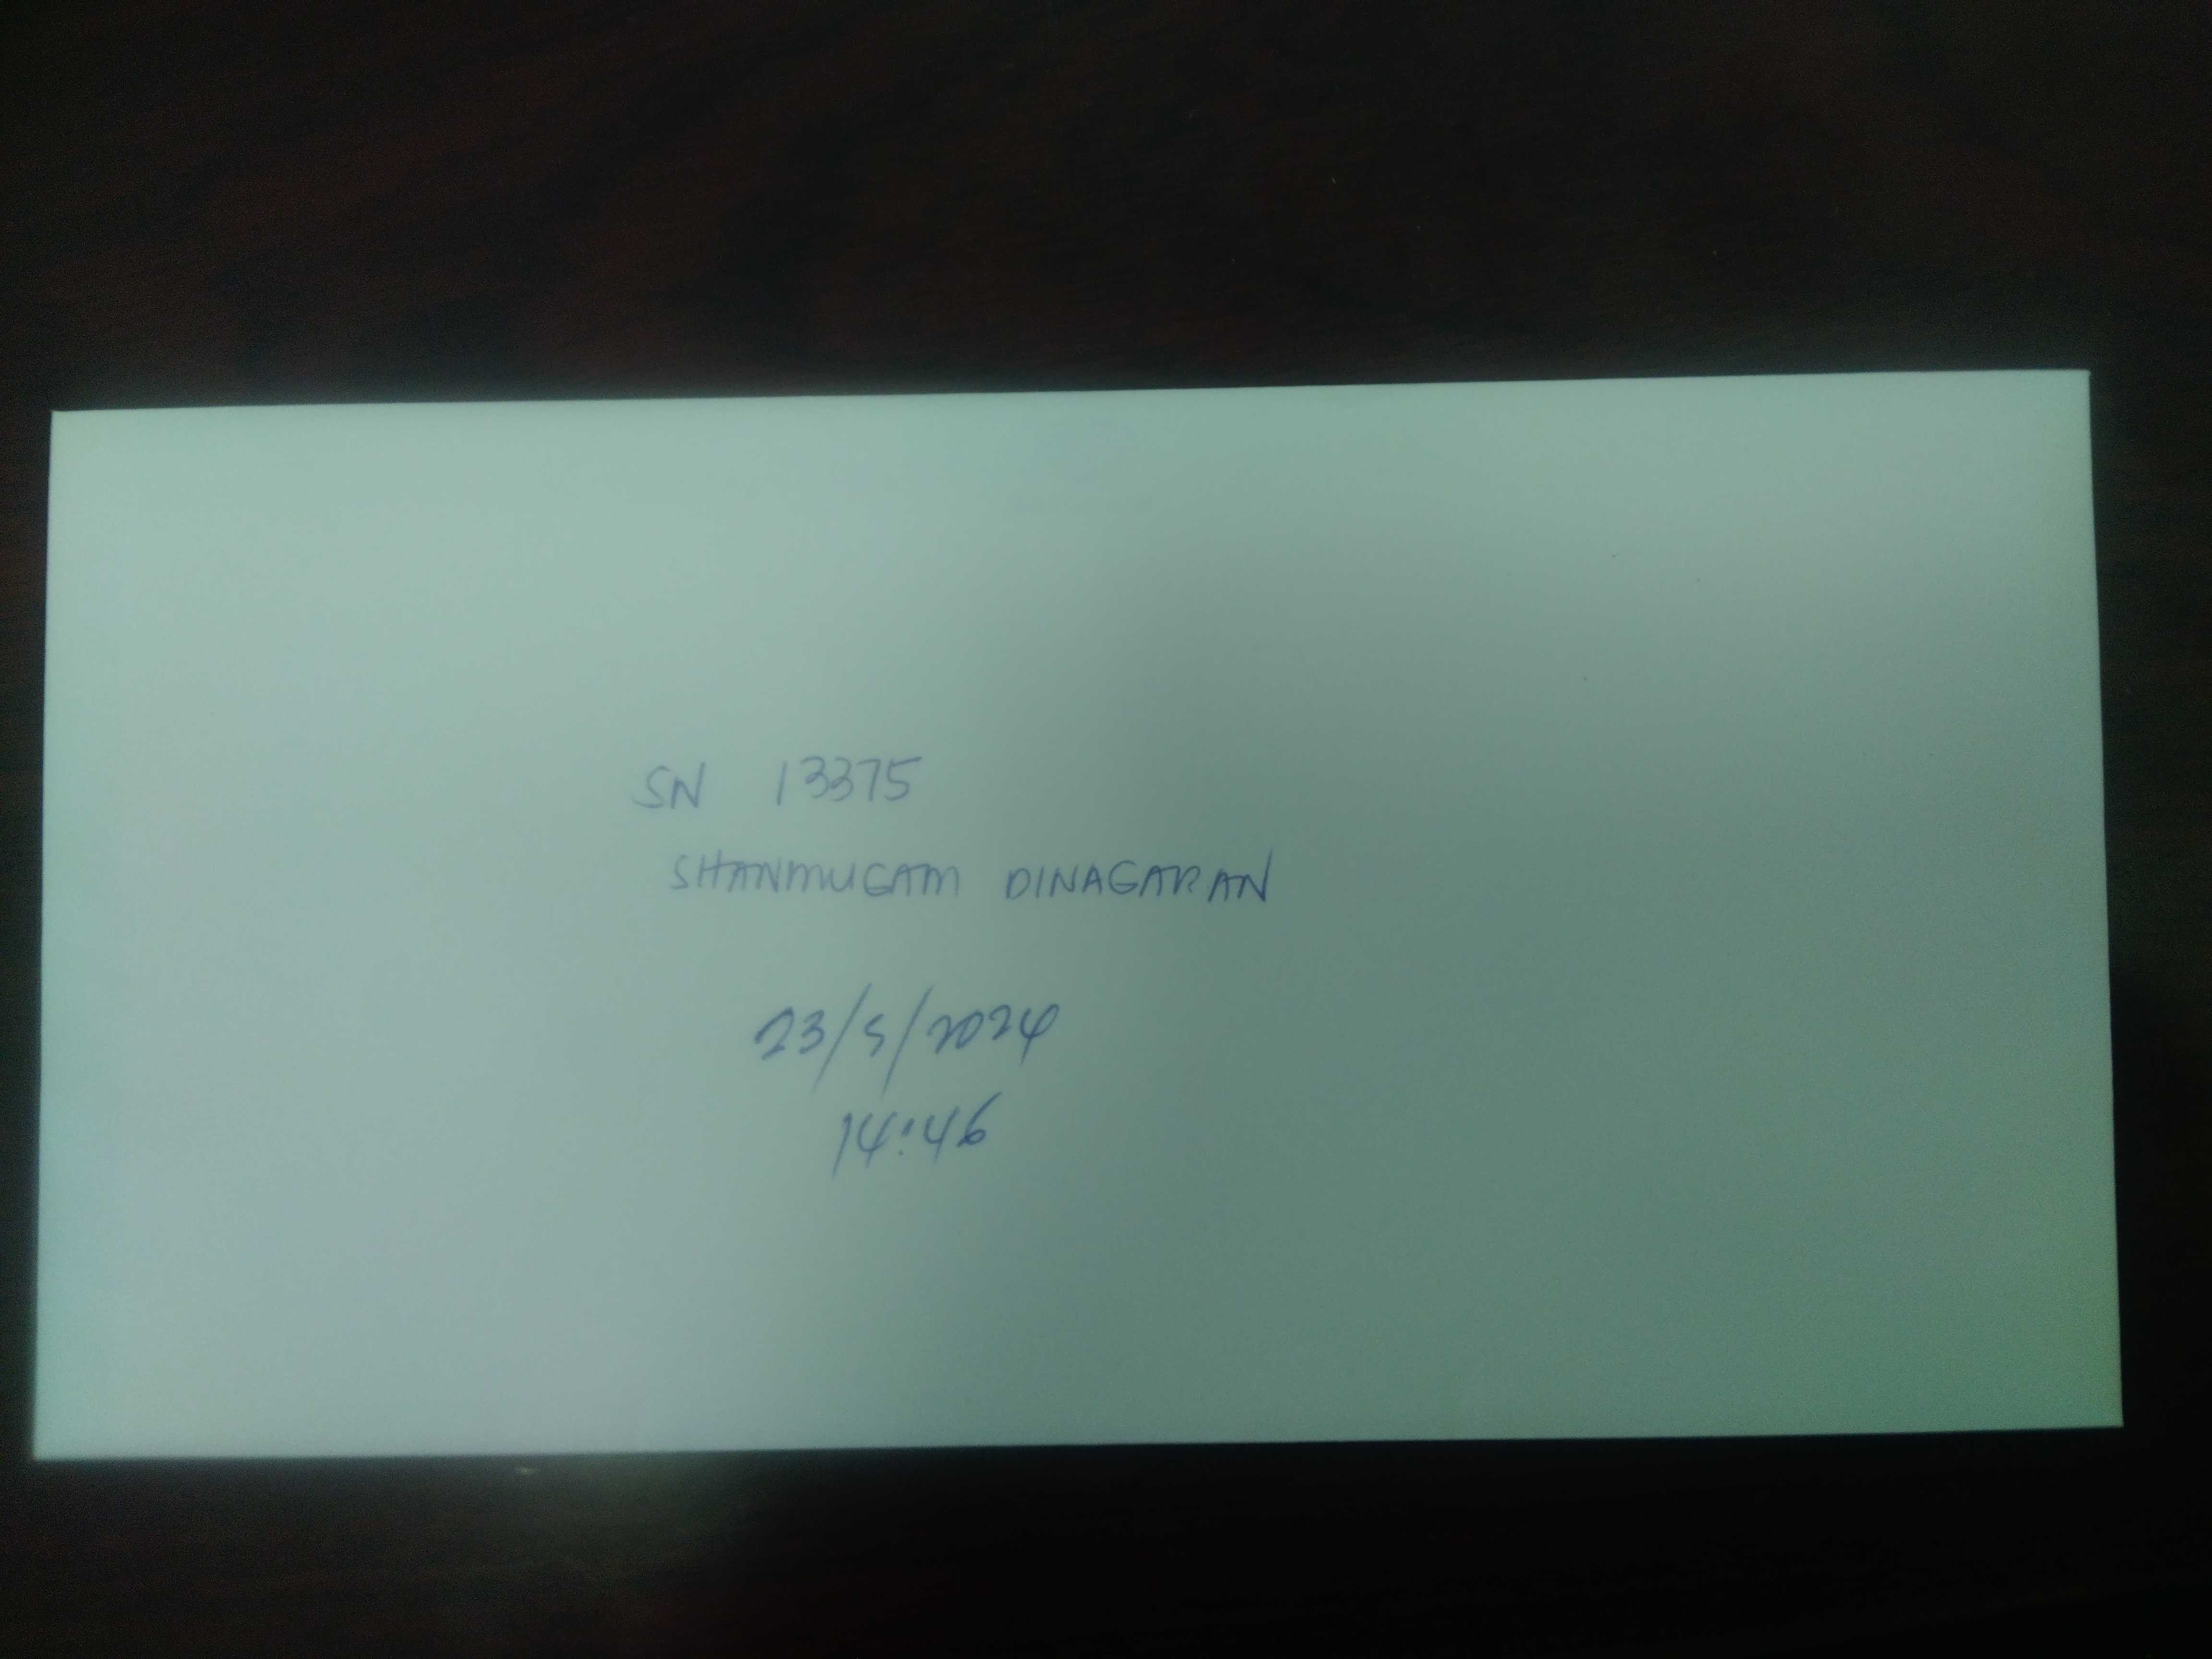 SN 13375
SHANMUGAM DINAGARAN
23/5/2024
14:46